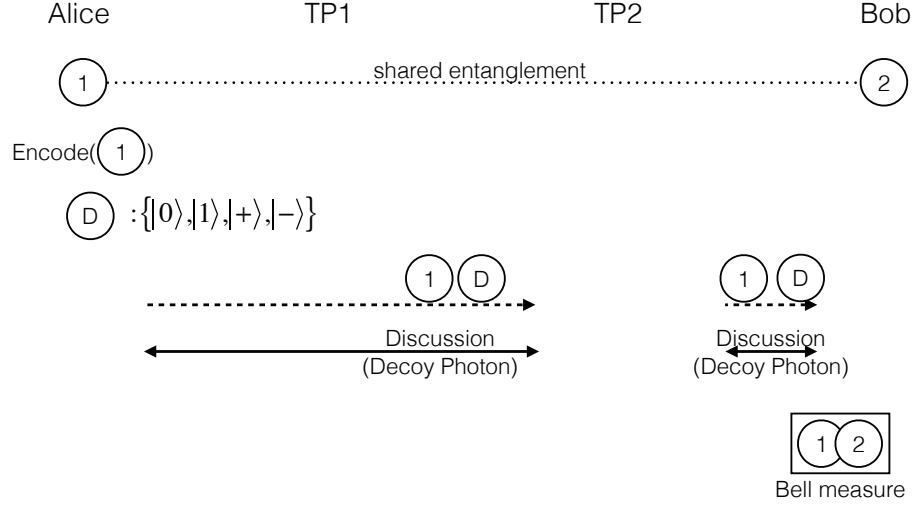 Alice TP1 TP2 Bob
1 shared entanglement 2
Encode(1)
D :{|0⟩,|1⟩,|+⟩,|−⟩}
1 D 1 D
Discussion Discussion
(Decoy Photon) (Decoy Photon)
1 2
Bell measure